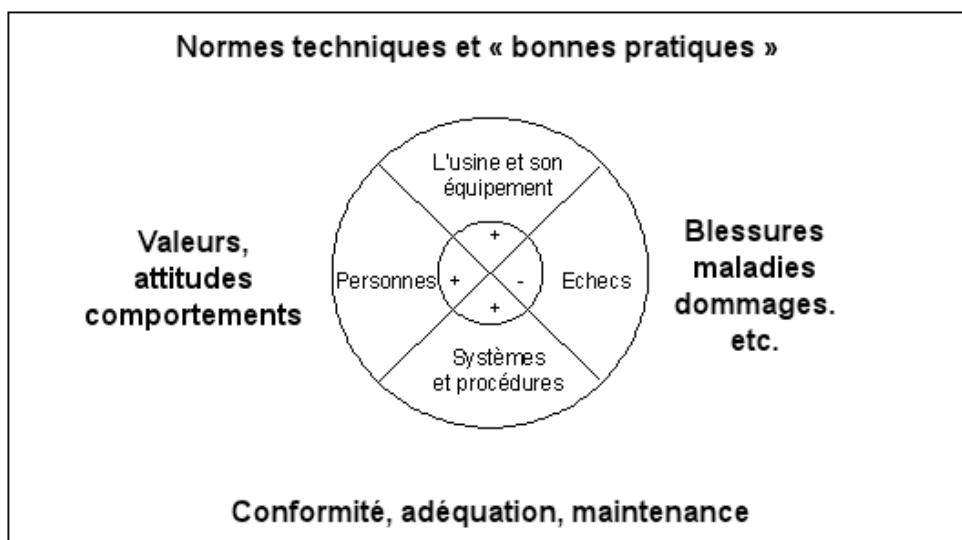 Normes techniques et « bonnes pratiques »
L'usine et son
équipement
+
Valeurs,
attitudes
comportements
Personnes
+
-
Echecs
Blessures
maladies
dommages.
etc.
+
Systèmes
et procédures
Conformité, adéquation, maintenance